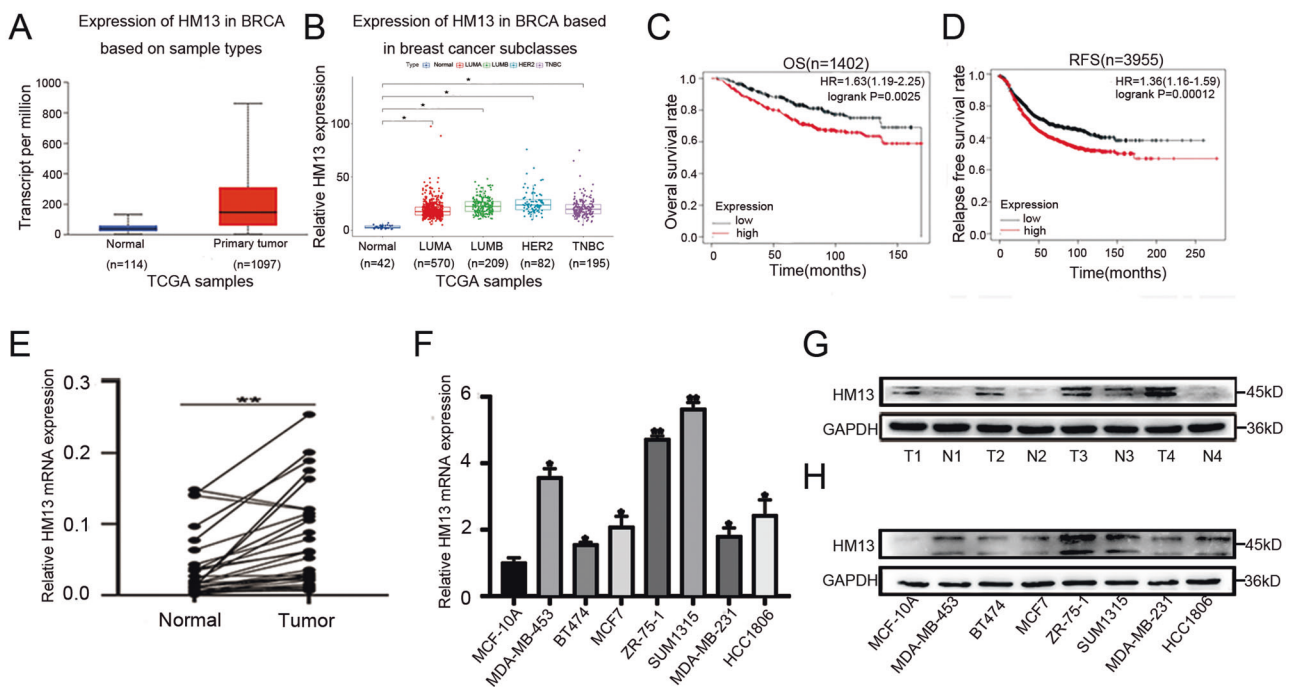 A
Expression of HM13 in BRCA
based on sample types
Transcript per million
1000
800
600
400
200
0
Normal
Primary tumor
(n=114)
(n=1097)
TCGA samples
B
Expression of HM13 in BRCA based
in breast cancer subclasses
Type Normal LUMA LUMB HER2 TNBC
Relative HM13 expression
100
50
0
*
*
*
*
Normal LUMA LUMB HER2 TNBC
(n=42) (n=570) (n=209) (n=82) (n=195)
TCGA samples
C
OS(n=1402)
HR=1.63(1.19-2.25)
logrank P=0.0025
Overal survival rate
1.0
0.8
0.6
0.4
0.2
0.0
Expression
low
high
0 50 100 150
Time(months)
D
RFS(n=3955)
HR=1.36(1.16-1.59)
logrank P=0.00012
Relapse free survival rate
1.0
0.8
0.4
0.4
0.2
0.0
Expression
low
high
0 50 100 150 200 250
Time(months)
E
Relative HM13 mRNA expression
0.3
0.2
0.1
0.0
**
Normal Tumor
F
Relative HM13 mRNA expression
6
4
2
0
*
*
*
**
**
*
*
MCF-10A
MDA-MB-453
BT474
MCF7
ZR-75-1
SUM1315
MDA-MB-231
HCC1806
G
HM13
45kD
GAPDH
36kD
T1 N1 T2 N2 T3 N3 T4 N4
H
HM13
45kD
GAPDH
36kD
MCF-10A
MDA-MB-453
BT474
MCF7
ZR-75-1
SUM1315
MDA-MB-231
HCC1806